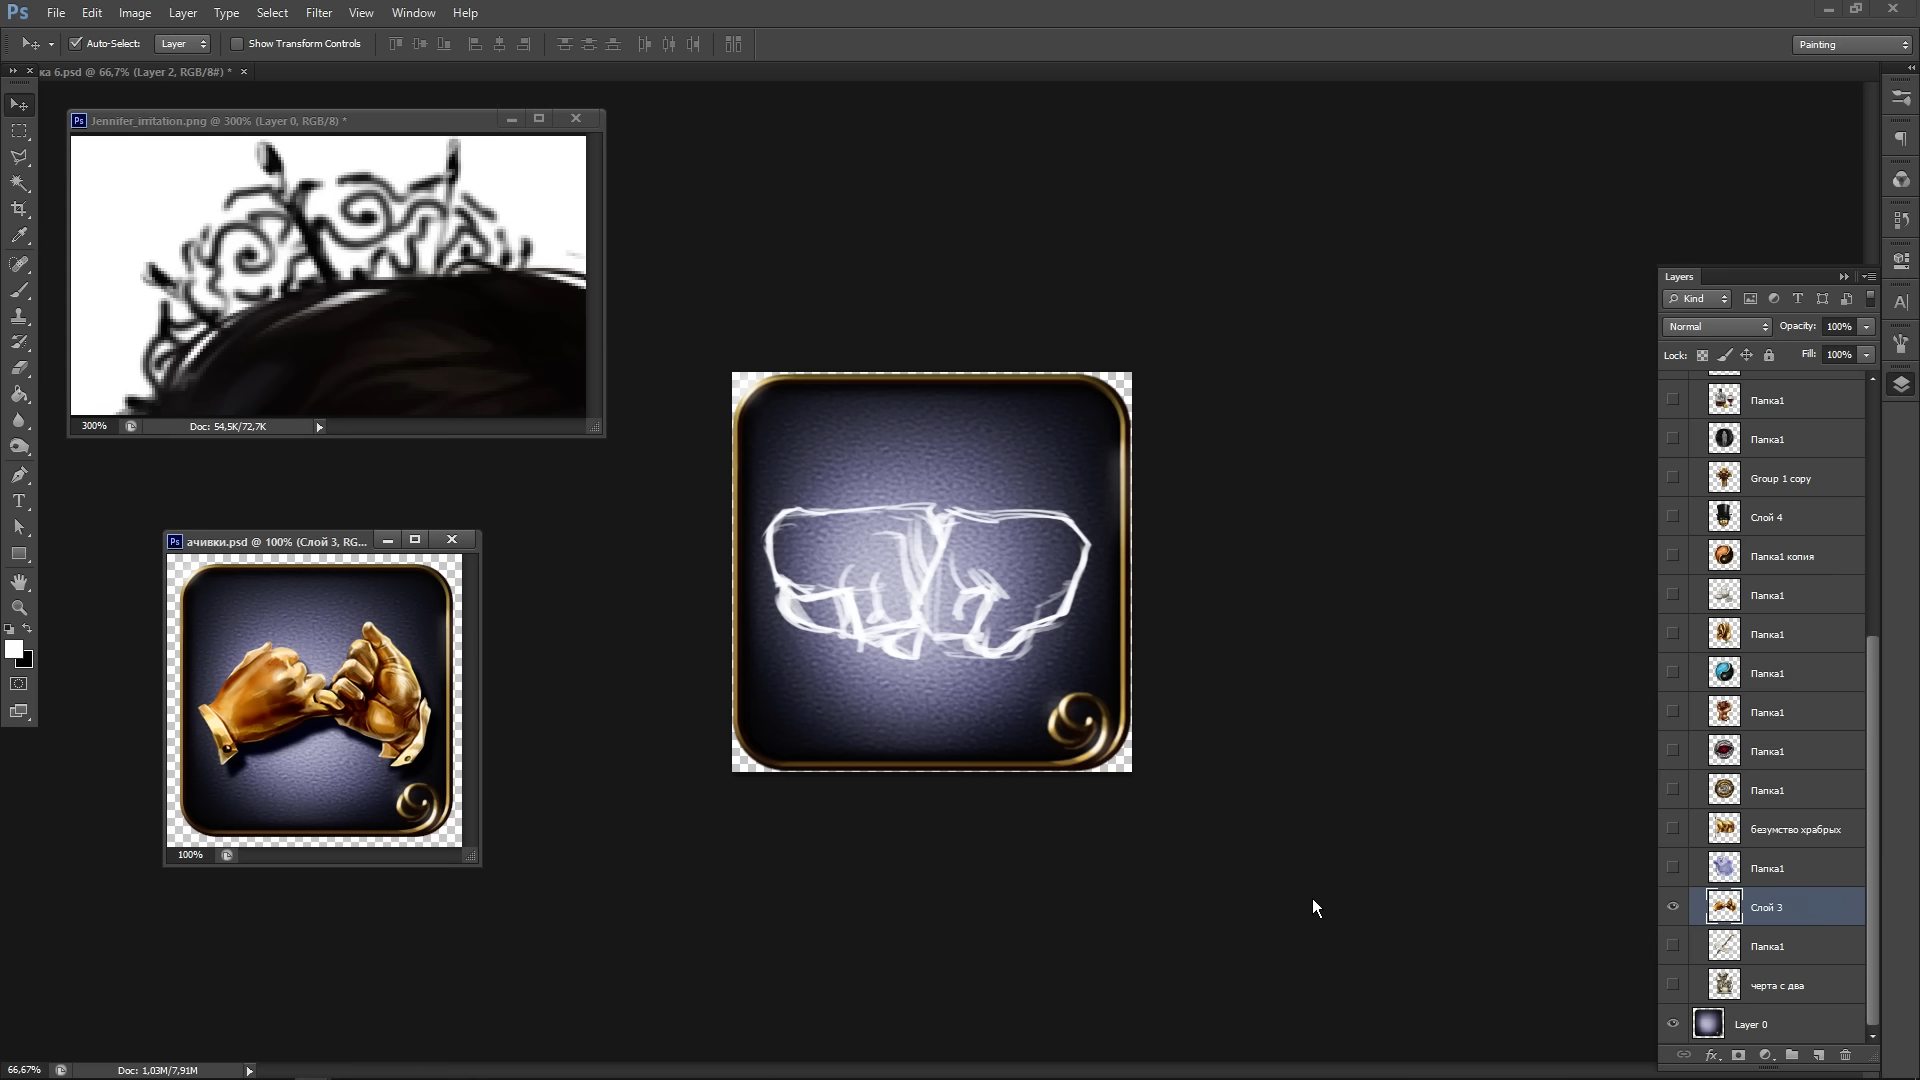 Ps File Edit Image Layer Type Select Filter View Window Help
Auto-Select: Layer Show Transform Controls Painting
ка 6.psd @ 66,7% (Layer 2, RGB/8#) *
Ps Jennifer_irritation.png @ 300% (Layer 0, RGB/8) *
300% Doc: 54,5K/72,7K
Ps ачивки.psd @ 100% (Слой 3, RG...
100%
Layers
Kind
Normal Opacity: 100%
Lock: Fill: 100%
Папка1
Папка1
Group 1 copy
Слой 4
Папка1 копия
Папка1
Папка1
Папка1
Папка1
Папка1
Папка1
безумство храбрых
Папка1
Слой 3
Папка1
черта с два
Layer 0
66,67% Doc: 1,03M/7,91M